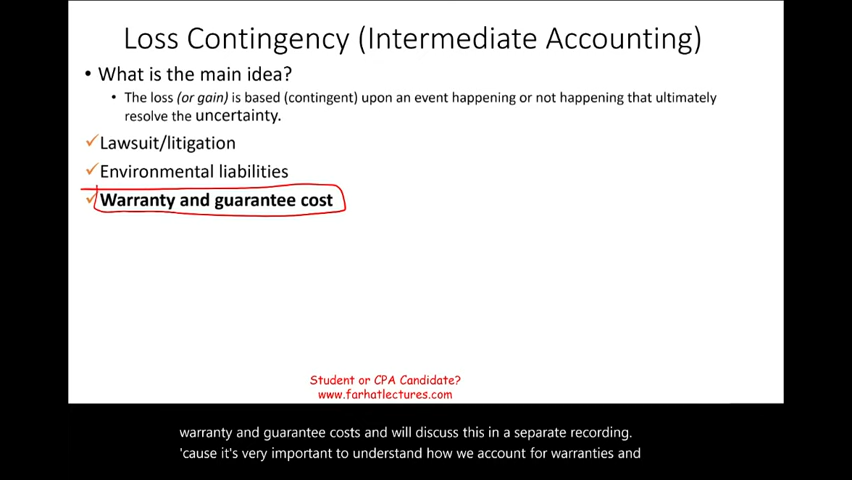 Loss Contingency (Intermediate Accounting)
• What is the main idea?
• The loss (or gain) is based (contingent) upon an event happening or not happening that ultimately
resolve the uncertainty.
✓Lawsuit/litigation
✓Environmental liabilities
✓Warranty and guarantee cost
Student or CPA Candidate?
www.farhatlectures.com
warranty and guarantee costs and will discuss this in a separate recording.
'cause it's very important to understand how we account for warranties and